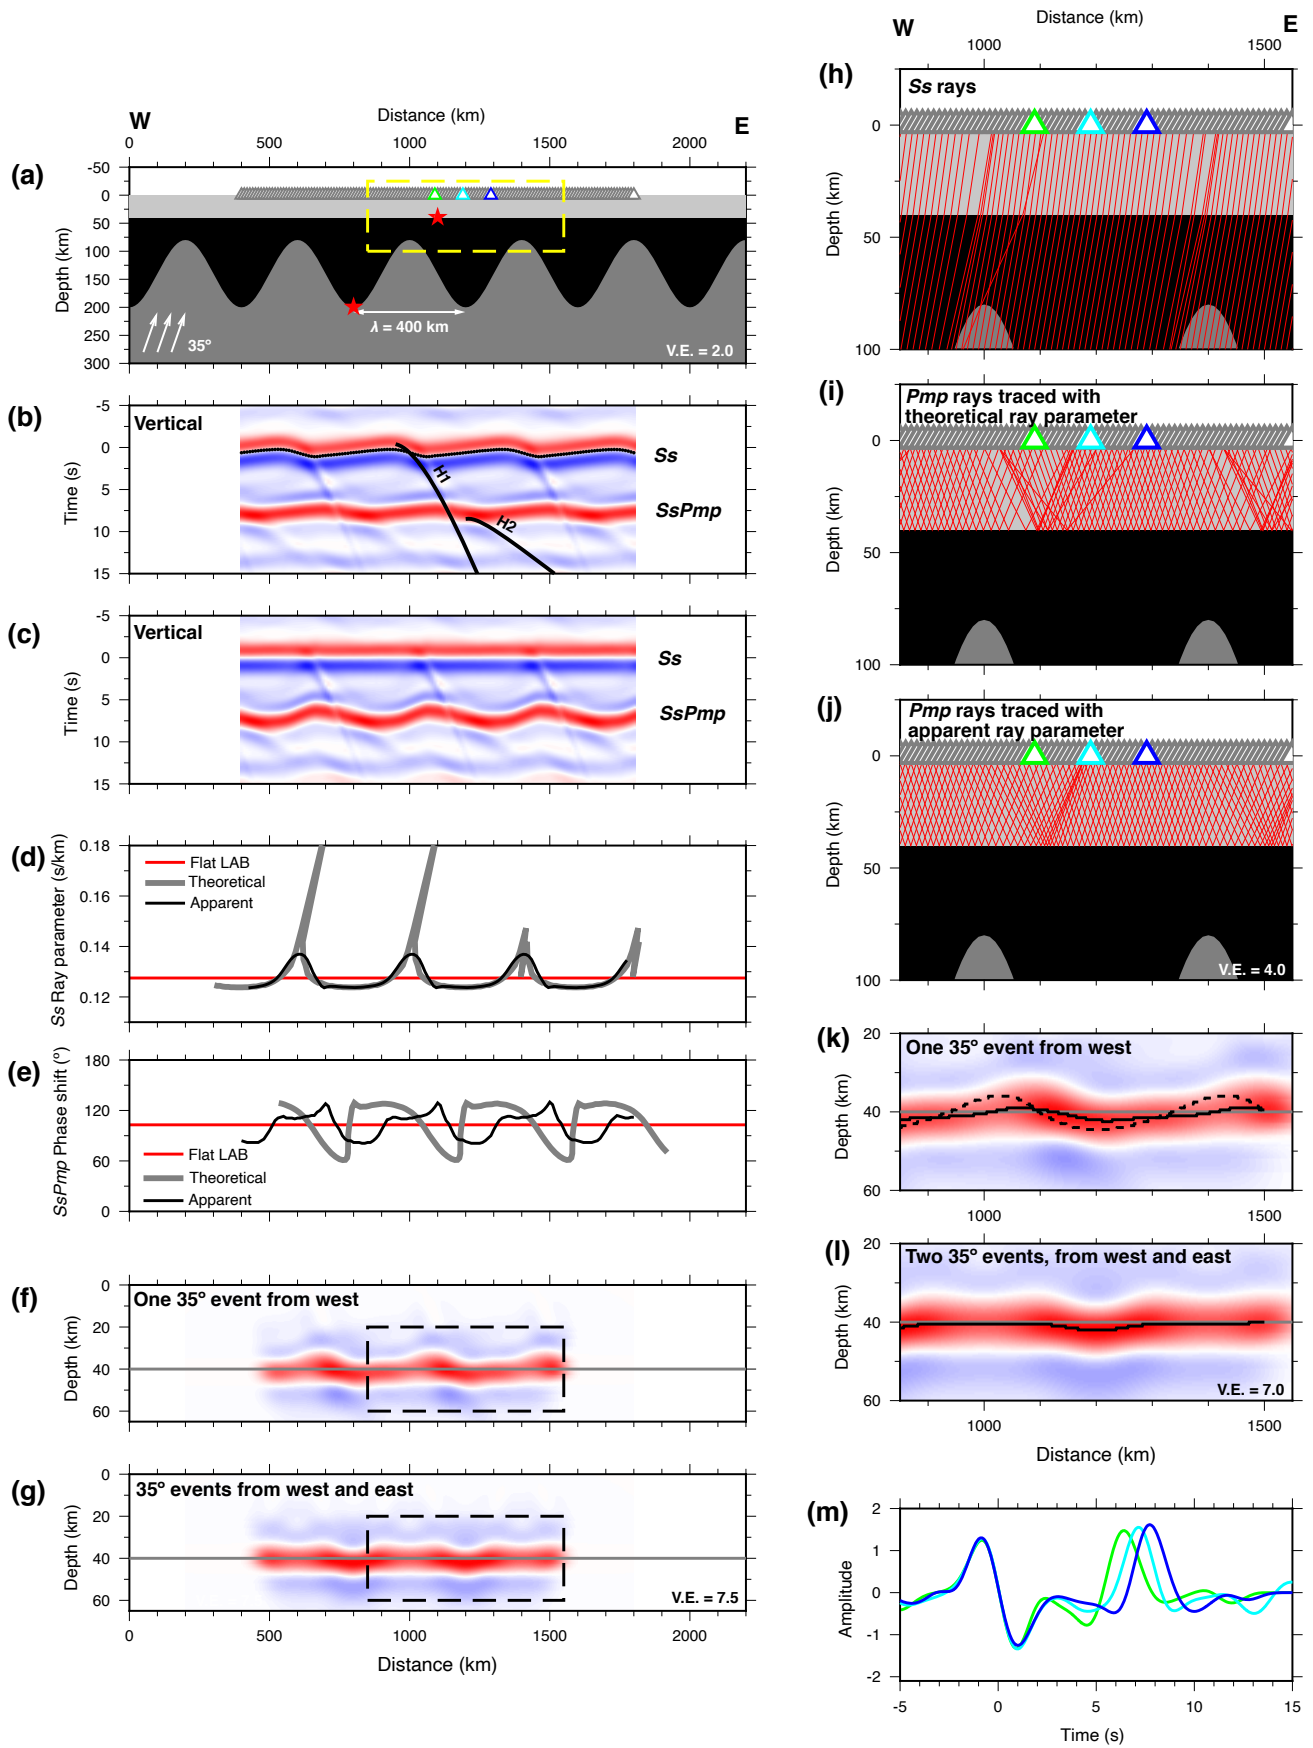 (a)
Distance (km)
W
E
0
500
1000
1500
2000
-50
0
50
100
150
200
250
300
Depth (km)
35º
λ = 400 km
V.E. = 2.0
(b)
Vertical
-5
0
5
10
15
Time (s)
H1
H2
Ss
SsPmp
(c)
Vertical
-5
0
5
10
15
Time (s)
Ss
SsPmp
(d)
Ss Ray parameter (s/km)
0.18
0.16
0.14
0.12
Flat LAB
Theoretical
Apparent
(e)
SsPmp Phase shift (°)
180
120
60
0
Flat LAB
Theoretical
Apparent
(f)
One 35º event from west
0
20
40
60
Depth (km)
(g)
35º events from west and east
0
20
40
60
Depth (km)
V.E. = 7.5
0
500
1000
1500
2000
Distance (km)
Distance (km)
W
E
1000
1500
(h)
Ss rays
0
50
100
Depth (km)
(i)
Pmp rays traced with
theoretical ray parameter
0
50
100
Depth (km)
(j)
Pmp rays traced with
apparent ray parameter
0
50
100
Depth (km)
V.E. = 4.0
(k)
One 35º event from west
20
40
60
Depth (km)
1000
1500
(l)
Two 35º events, from west and east
20
40
60
Depth (km)
V.E. = 7.0
1000
1500
Distance (km)
(m)
2
1
0
-1
-2
Amplitude
-5
0
5
10
15
Time (s)